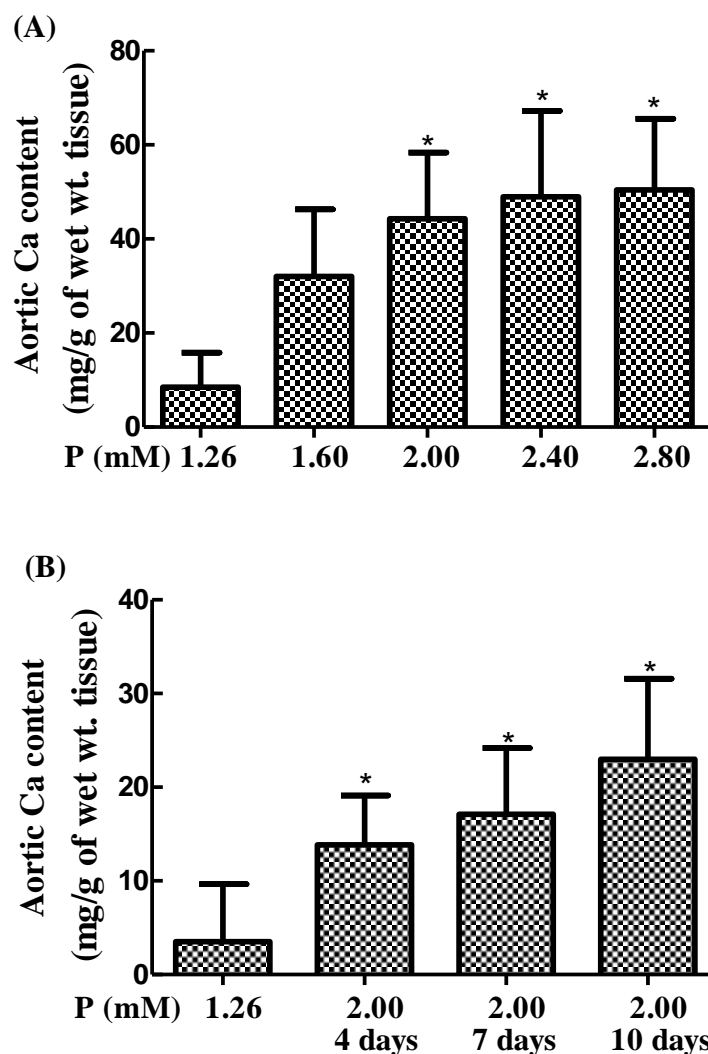 (A)
Aortic Ca content
(mg/g of wet wt. tissue)
80
60
40
20
0
* * *
P (mM) 1.26 1.60 2.00 2.40 2.80
(B)
Aortic Ca content
(mg/g of wet wt. tissue)
40
30
20
10
0
* * *
P (mM) 1.26 2.00 2.00 2.00
4 days 7 days 10 days